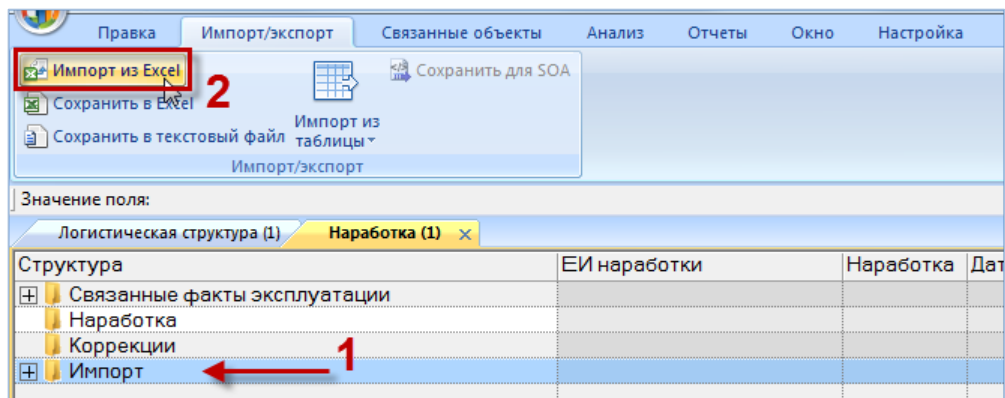 Правка Импорт/экспорт Связанные объекты Анализ Отчеты Окно Настройка
Импорт из Excel
2
Сохранить для SOA
Сохранить в Excel
Импорт из
таблицы
Сохранить в текстовый файл
Импорт/экспорт
Значение поля:
Логистическая структура (1) Наработка (1)
Структура ЕИ наработки Наработка Дат
Связанные факты эксплуатации
Наработка
Коррекции
Импорт
1